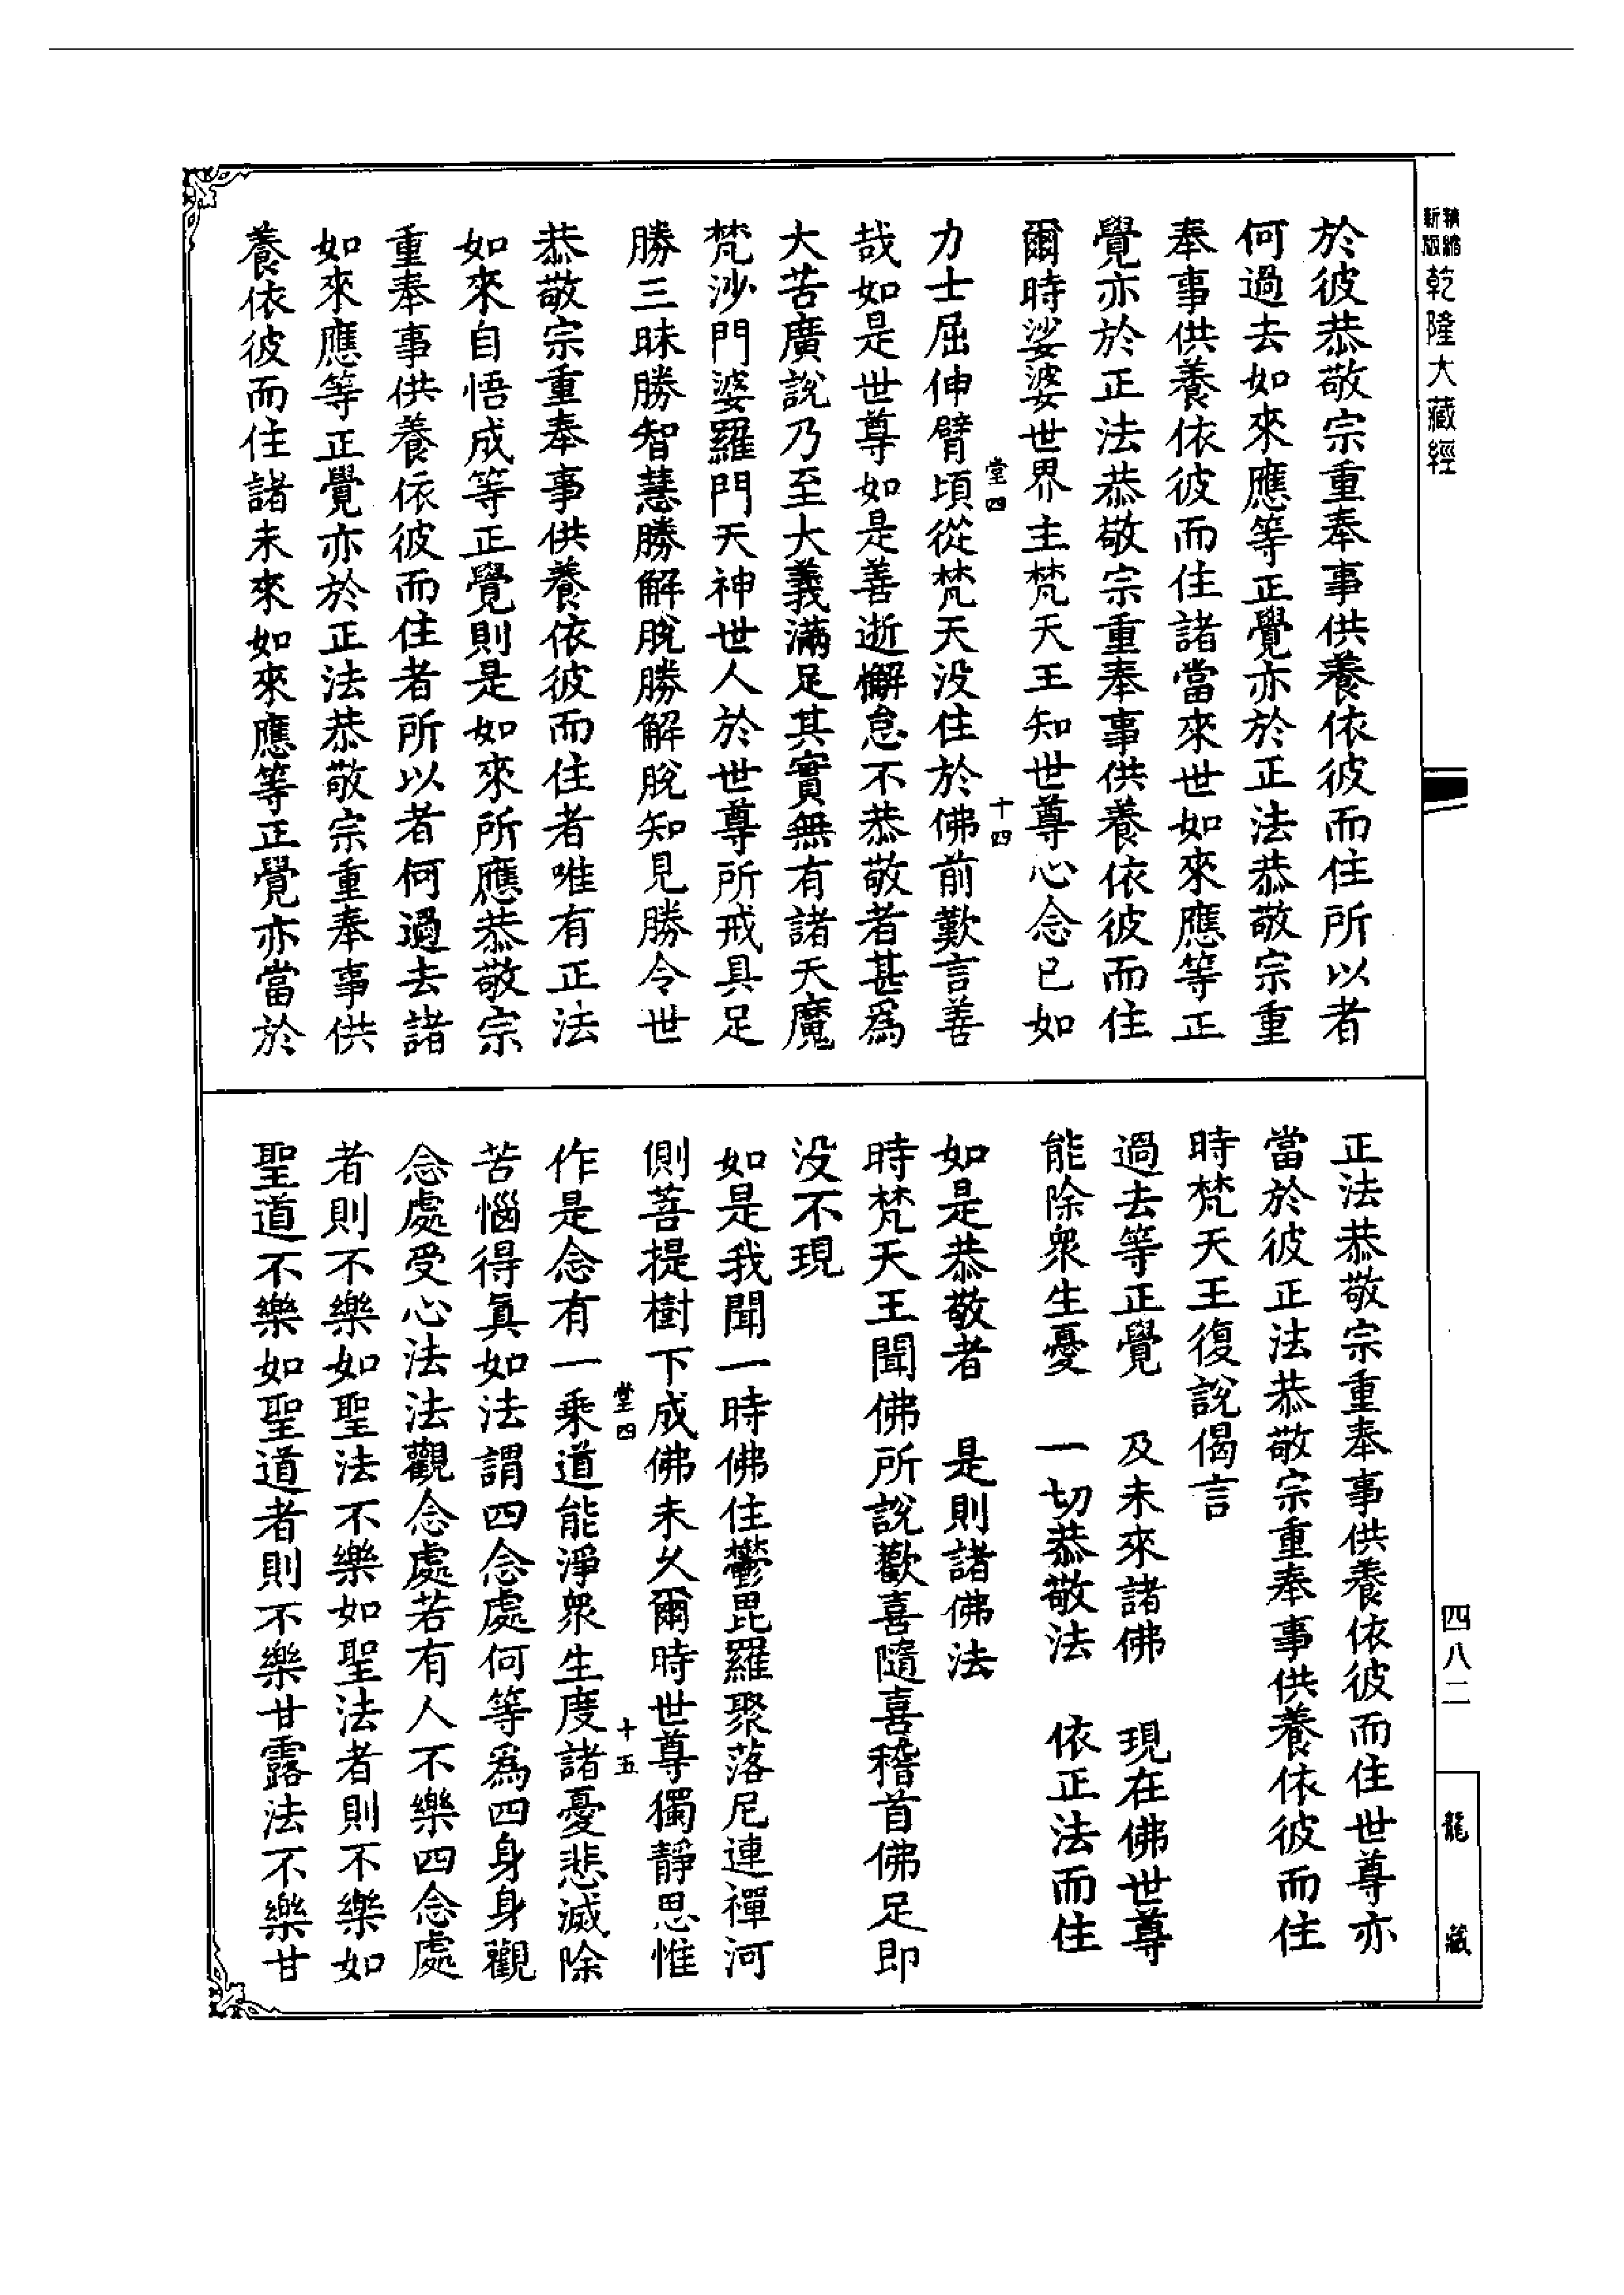 精縮新版乾隆大藏經
於彼恭敬宗重奉事供養依彼而住所以者
何過去如來應等正覺亦於正法恭敬宗重
奉事供養依彼而住諸當來世如來應等正
覺亦於正法恭敬宗重奉事供養依彼而住
爾時娑婆世界主梵天王知世尊心念已如
堂四
十四
力士屈伸臂頃從梵天没住於佛前歎言善
哉如是世尊如是善逝懈怠不恭敬者甚爲
大苦廣說乃至大義滿足其實無有諸天魔
梵沙門婆羅門天神世人於世尊所戒具足
勝三昧勝智慧勝解脫勝解脫知見勝令世
恭敬宗重奉事供養依彼而住者唯有正法
如來自悟成等正覺則是如來所應恭敬宗
重奉事供養依彼而住者所以者何過去諸
如來應等正覺亦於正法恭敬宗重奉事供
養依彼而住諸未來如來應等正覺亦當於
正法恭敬宗重奉事供養依彼而住世尊亦
當於彼正法恭敬宗重奉事供養依彼而住
時梵天王復說偈言
過去等正覺　及未來諸佛　現在佛世尊
能除衆生憂　一切恭敬法　依正法而住
如是恭敬者　是則諸佛法
時梵天王聞佛所說歡喜隨喜稽首佛足即
没不現
如是我聞一時佛住鬱毘羅聚落尼連禪河
側菩提樹下成佛未久爾時世尊獨靜思惟
堂四
十五
作是念有一乘道能淨衆生度諸憂悲滅除
苦惱得眞如法謂四念處何等爲四身身觀
念處受心法法觀念處若有人不樂四念處
者則不樂如聖法不樂如聖法者則不樂如
聖道不樂如聖道者則不樂甘露法不樂甘
四八二
龍藏